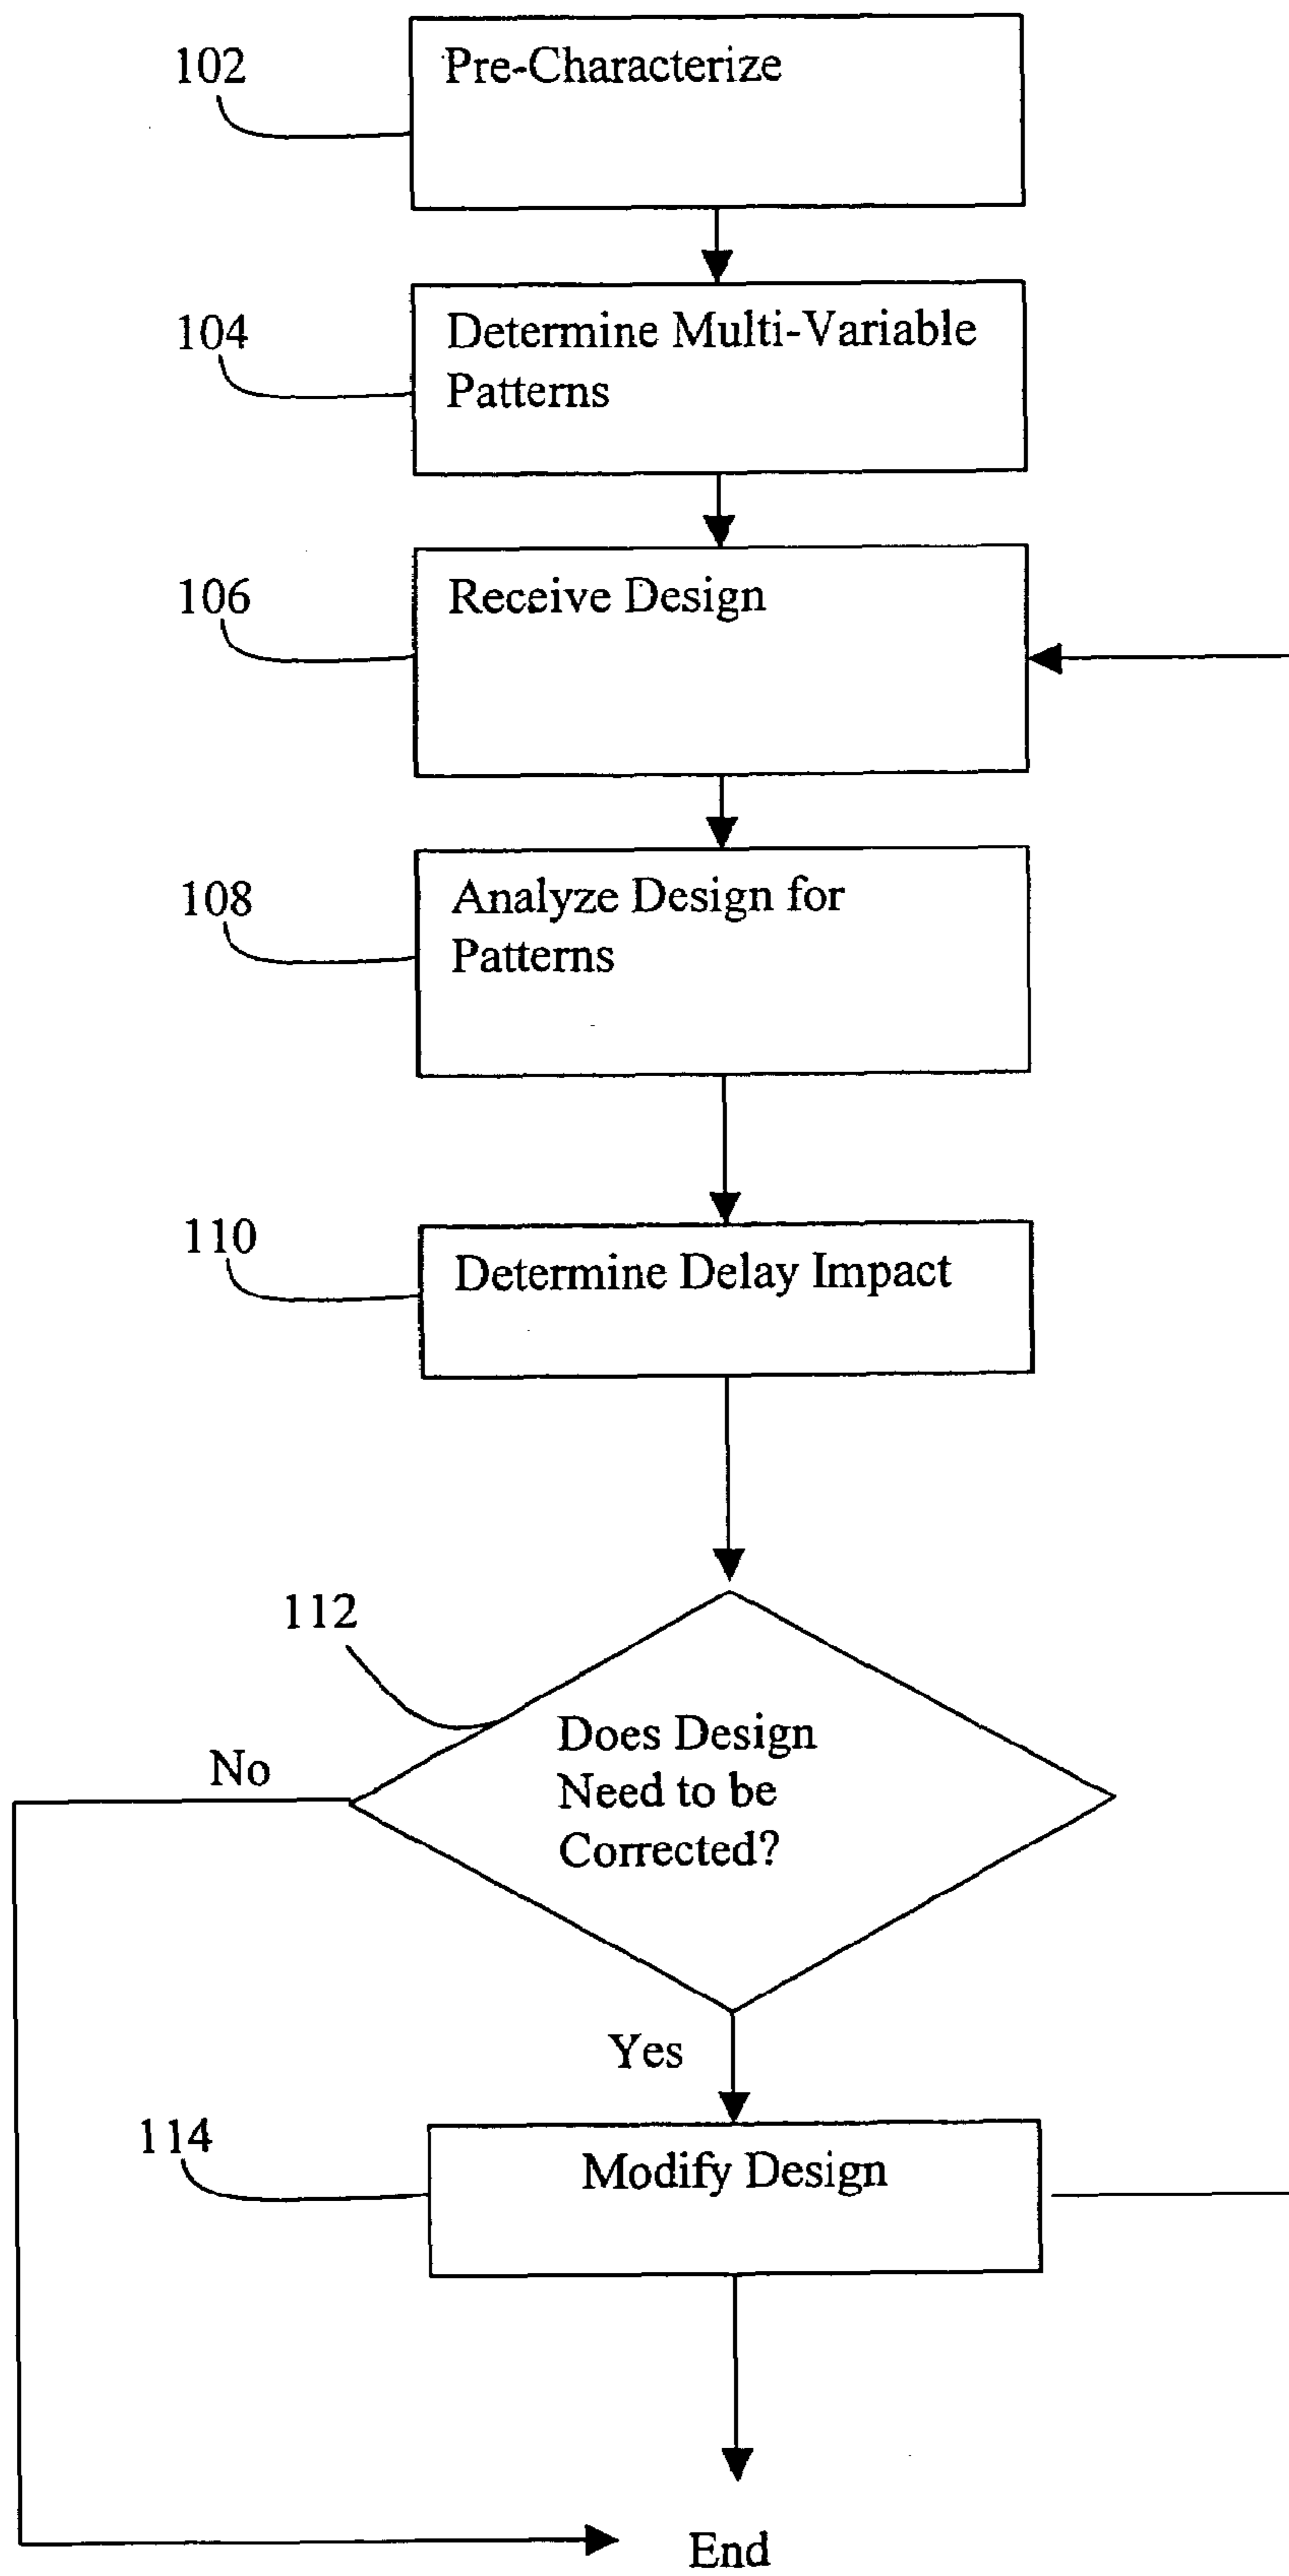 102
Pre-Characterize
104
Determine Multi-Variable
Patterns
106
Receive Design
108
Analyze Design for
Patterns
110
Determine Delay Impact
112
Does Design
Need to be
Corrected?
No
Yes
114
Modify Design
End